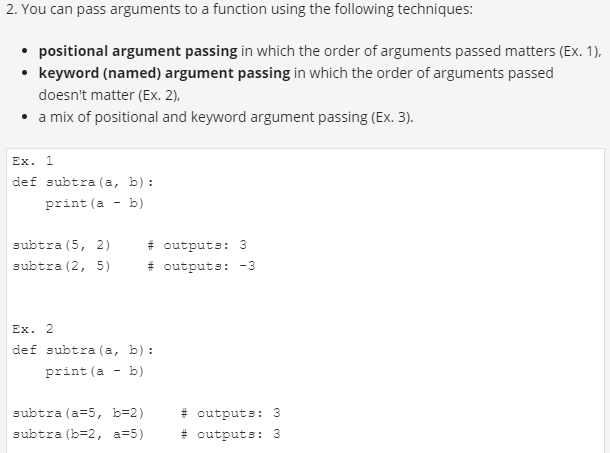 2. You can pass arguments to a function using the following techniques:
• positional argument passing in which the order of arguments passed matters (Ex. 1),
• keyword (named) argument passing in which the order of arguments passed
doesn't matter (Ex. 2),
• a mix of positional and keyword argument passing (Ex. 3).
Ex. 1
def subtra(a, b):
    print(a - b)
subtra(5, 2)    # outputs: 3
subtra(2, 5)    # outputs: -3
Ex. 2
def subtra(a, b):
    print(a - b)
subtra(a=5, b=2)    # outputs: 3
subtra(b=2, a=5)    # outputs: 3